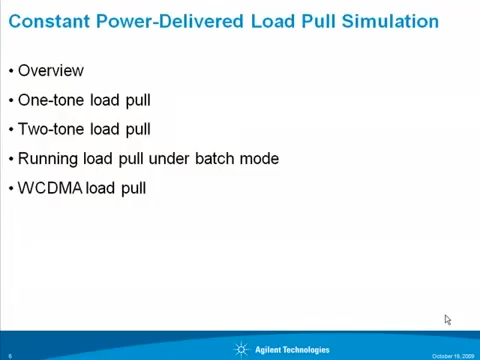 Constant Power-Delivered Load Pull Simulation
• Overview
• One-tone load pull
• Two-tone load pull
• Running load pull under batch mode
• WCDMA load pull
6
Agilent Technologies
October 19, 2009